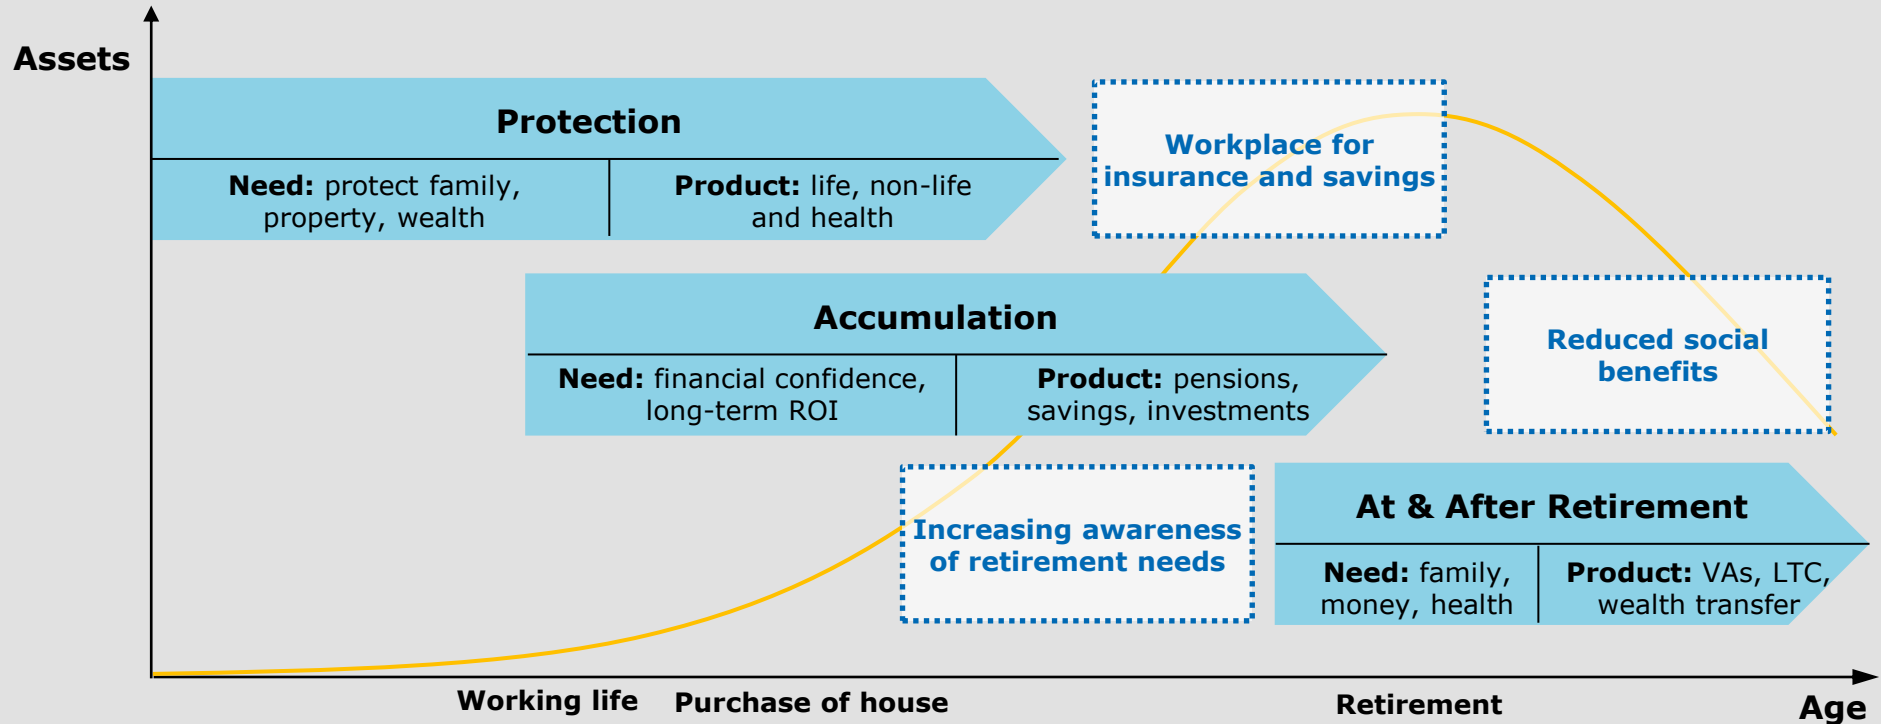 Assets
Protection
Need: protect family,
property, wealth
Product: life, non-life
and health
Workplace for
insurance and savings
Accumulation
Need: financial confidence,
long-term ROI
Product: pensions,
savings, investments
Reduced social
benefits
Increasing awareness
of retirement needs
At & After Retirement
Need: family,
money, health
Product: VAs, LTC,
wealth transfer
Working life
Purchase of house
Retirement
Age